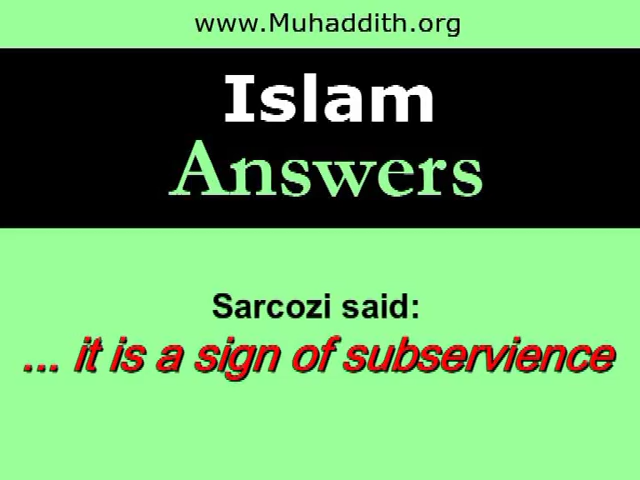 www.Muhaddith.org
Islam
Answers
Sarcozi said:
... it is a sign of subservience